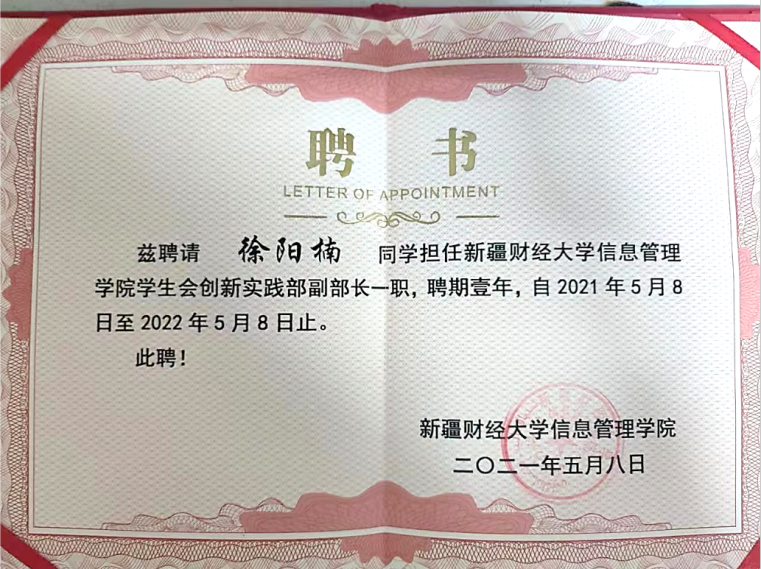 聘 书
LETTER OF APPOINTMENT
兹聘请 徐阳楠 同学担任新疆财经大学信息管理
学院学生会创新实践部副部长一职，聘期壹年，自 2021 年 5 月 8
日至 2022 年 5 月 8 日止。
此聘！
新疆财经大学信息管理学院
二〇二一年五月八日